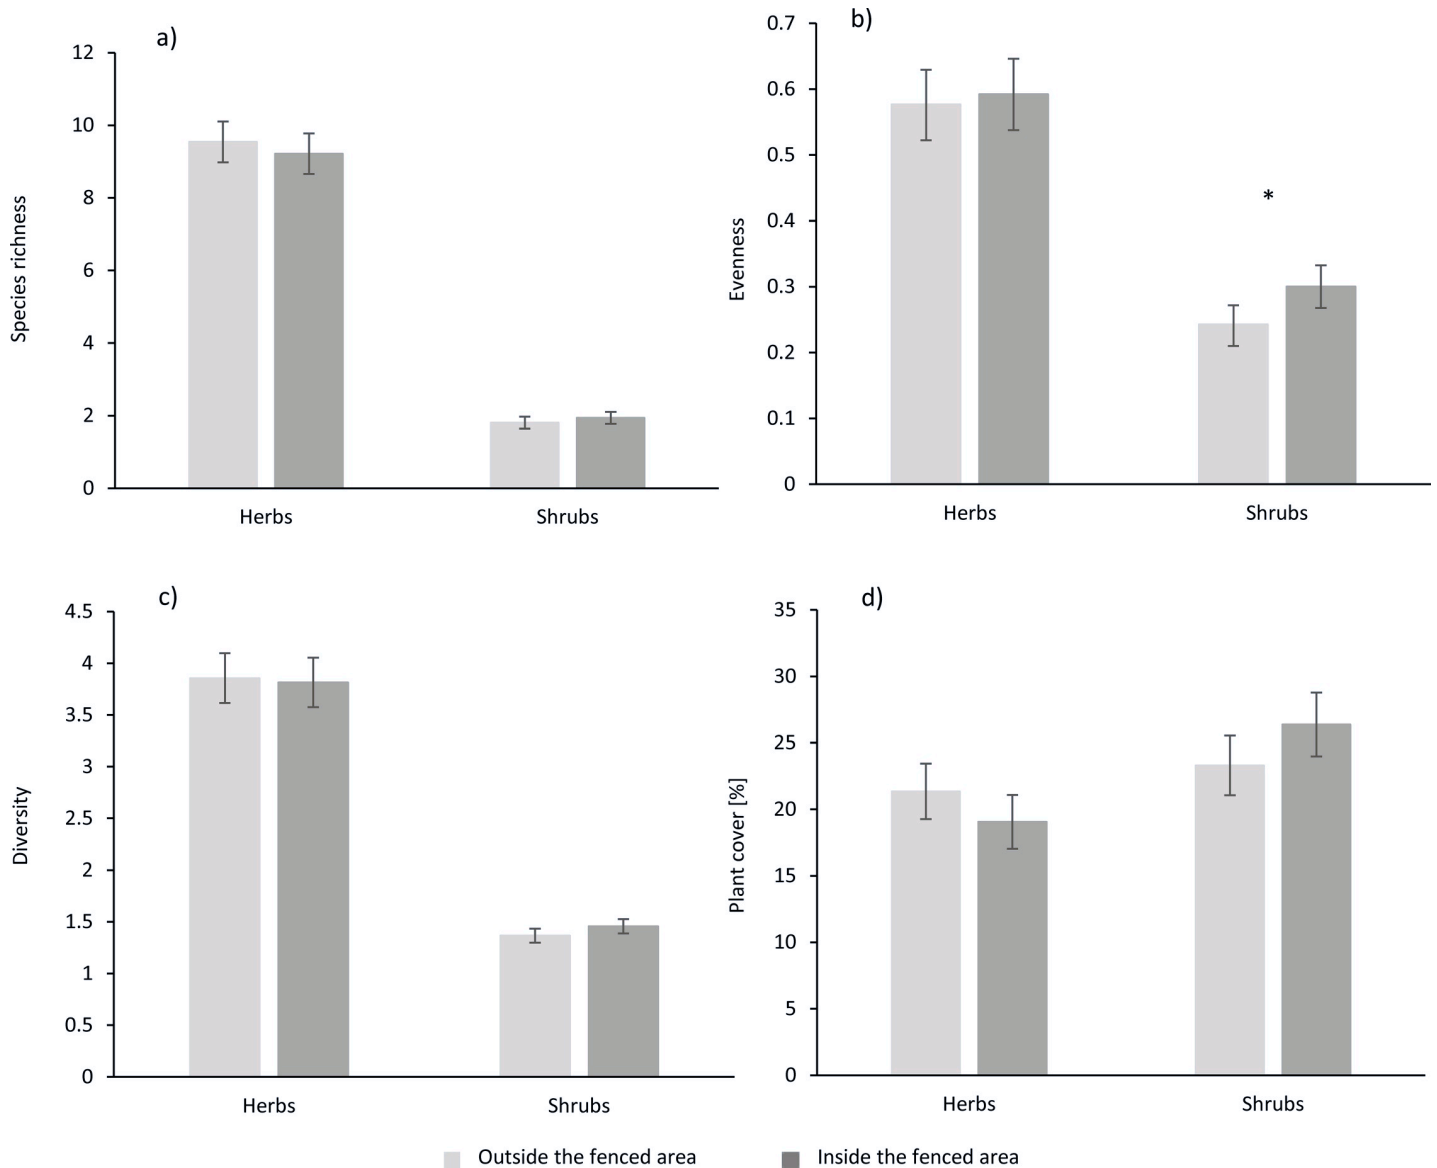 a)
12
10
8
6
4
2
0
Species richness
Herbs
Shrubs
b)
0.7
0.6
0.5
0.4
0.3
0.2
0.1
0
Evenness
*
Herbs
Shrubs
c)
4.5
4
3.5
3
2.5
2
1.5
1
0.5
0
Diversity
Herbs
Shrubs
d)
35
30
25
20
15
10
5
0
Plant cover [%]
Herbs
Shrubs
Outside the fenced area
Inside the fenced area